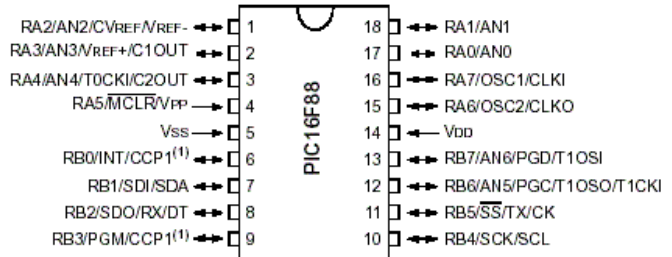 RA2/AN2/CVREF/VREF- 1 18 RA1/AN1
RA3/AN3/VREF+/C1OUT 2 17 RA0/AN0
RA4/AN4/T0CKI/C2OUT 3 16 RA7/OSC1/CLKI
RA5/MCLR/VPP 4 15 RA6/OSC2/CLKO
VSS 5 14 VDD
RB0/INT/CCP1(1) 6 13 RB7/AN6/PGD/T1OSI
RB1/SDI/SDA 7 12 RB6/AN5/PGC/T1OSO/T1CKI
RB2/SDO/RX/DT 8 11 RB5/SS/TX/CK
RB3/PGM/CCP1(1) 9 10 RB4/SCK/SCL
PIC16F88